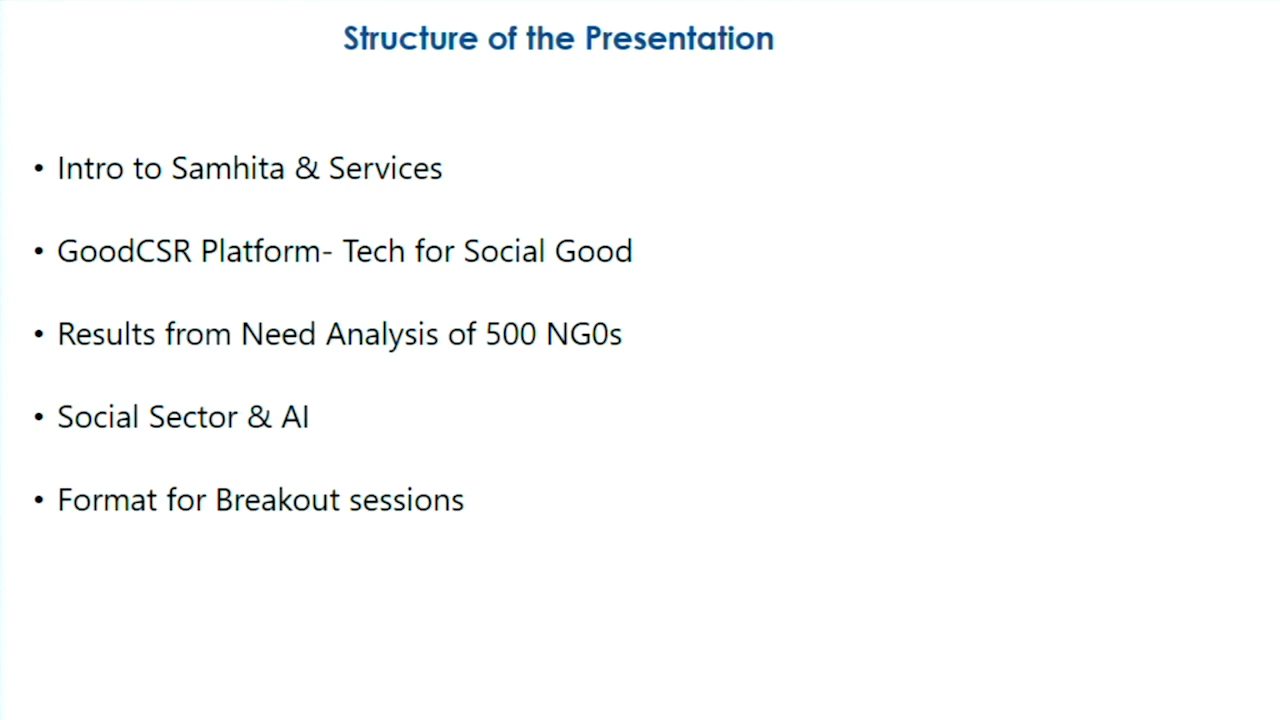 Structure of the Presentation
• Intro to Samhita & Services
• GoodCSR Platform- Tech for Social Good
• Results from Need Analysis of 500 NG0s
• Social Sector & AI
• Format for Breakout sessions